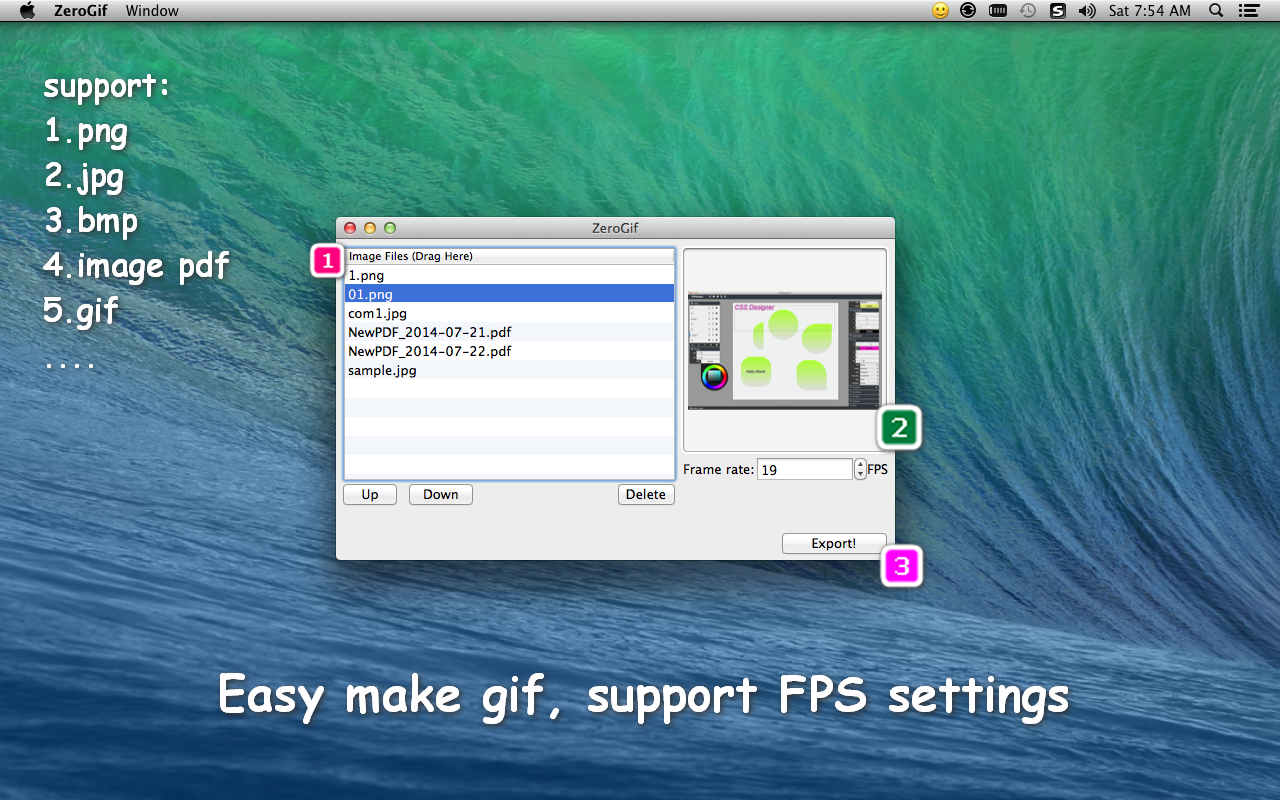 ZeroGif Window
Sat 7:54 AM
support:
1.png
2.jpg
3.bmp
4.image pdf
5.gif
....
ZeroGif
1
Image Files (Drag Here)
1.png
01.png
com1.jpg
NewPDF_2014-07-21.pdf
NewPDF_2014-07-22.pdf
sample.jpg
CSS Designer
Hello World
2
Frame rate: 19 FPS
Up Down Delete
Export!
3
Easy make gif, support FPS settings